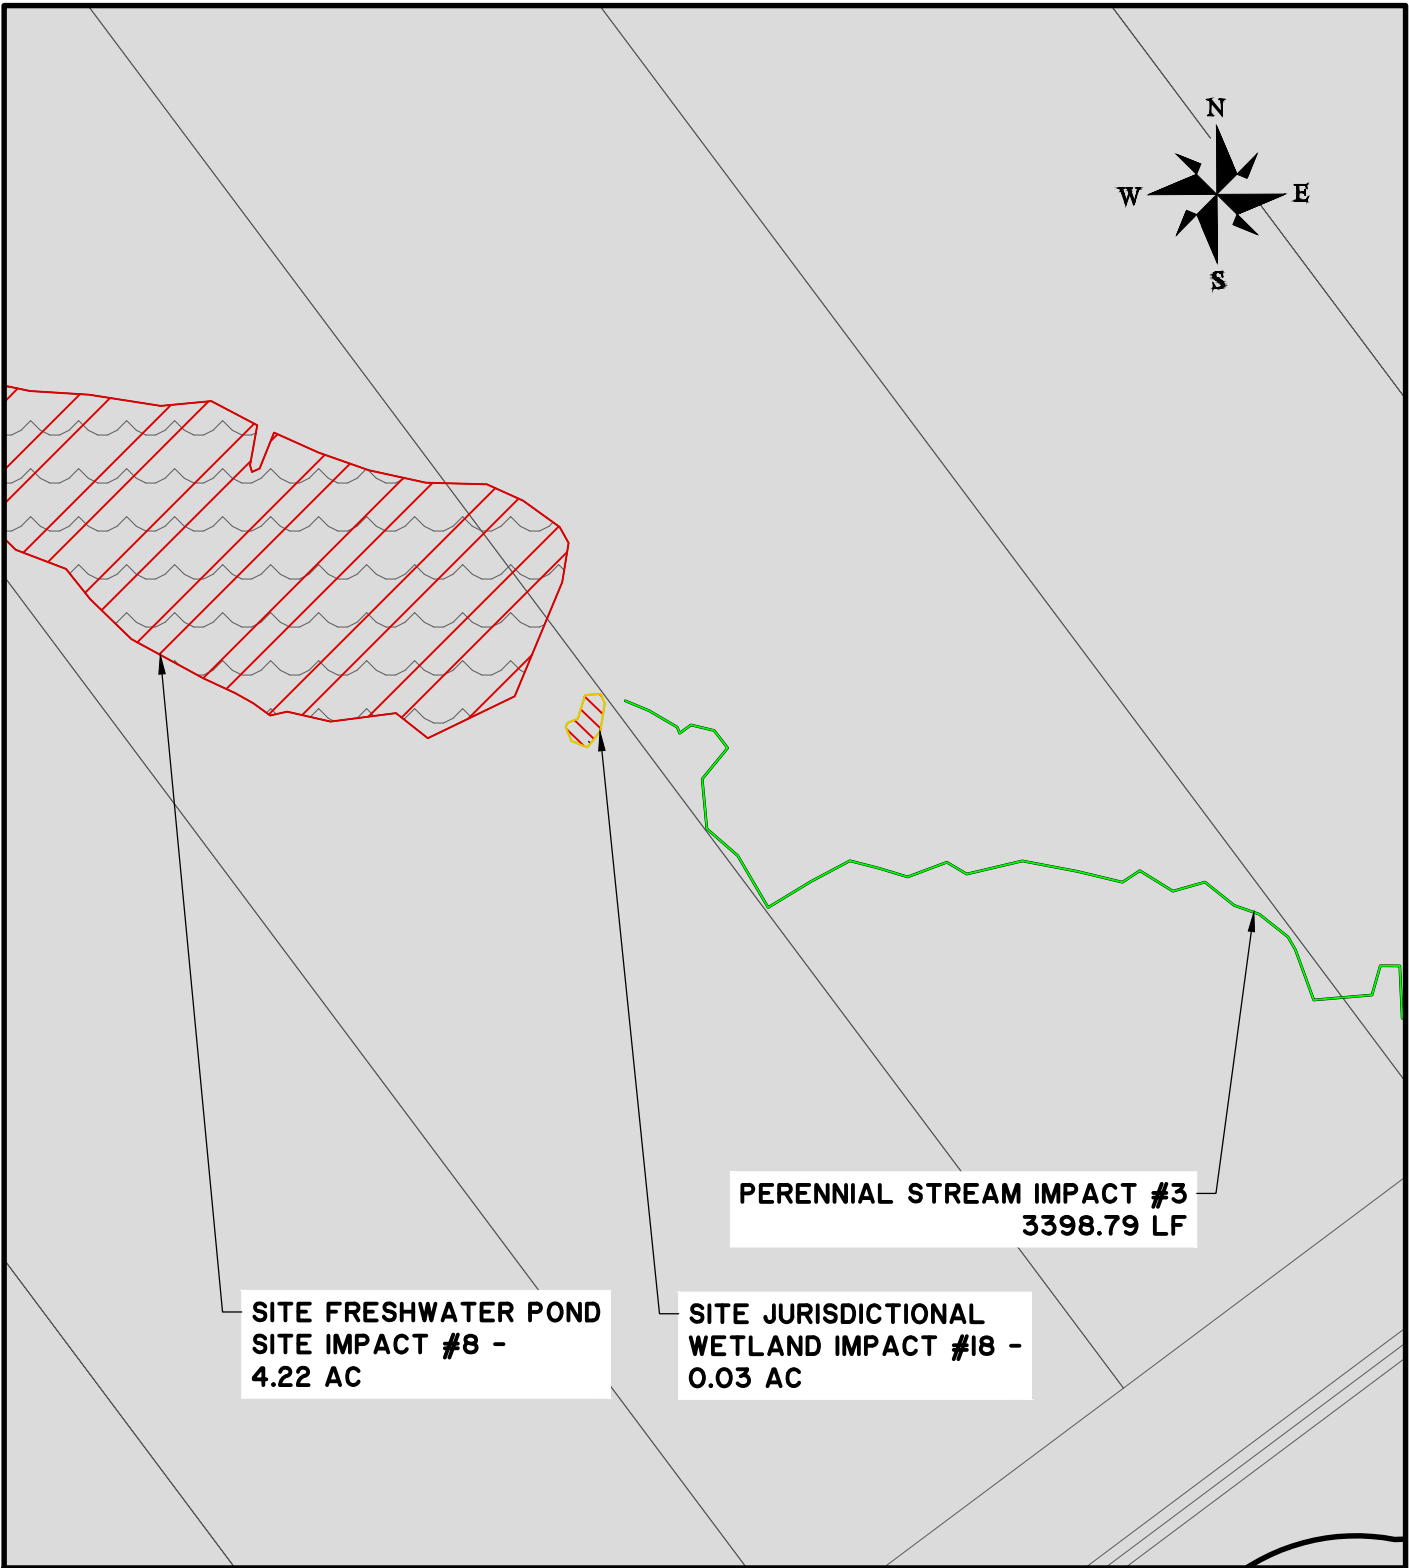 N
W
E
S
PERENNIAL STREAM IMPACT #3
3398.79 LF
SITE FRESHWATER POND
SITE IMPACT #8 -
4.22 AC
SITE JURISDICTIONAL
WETLAND IMPACT #18 -
0.03 AC